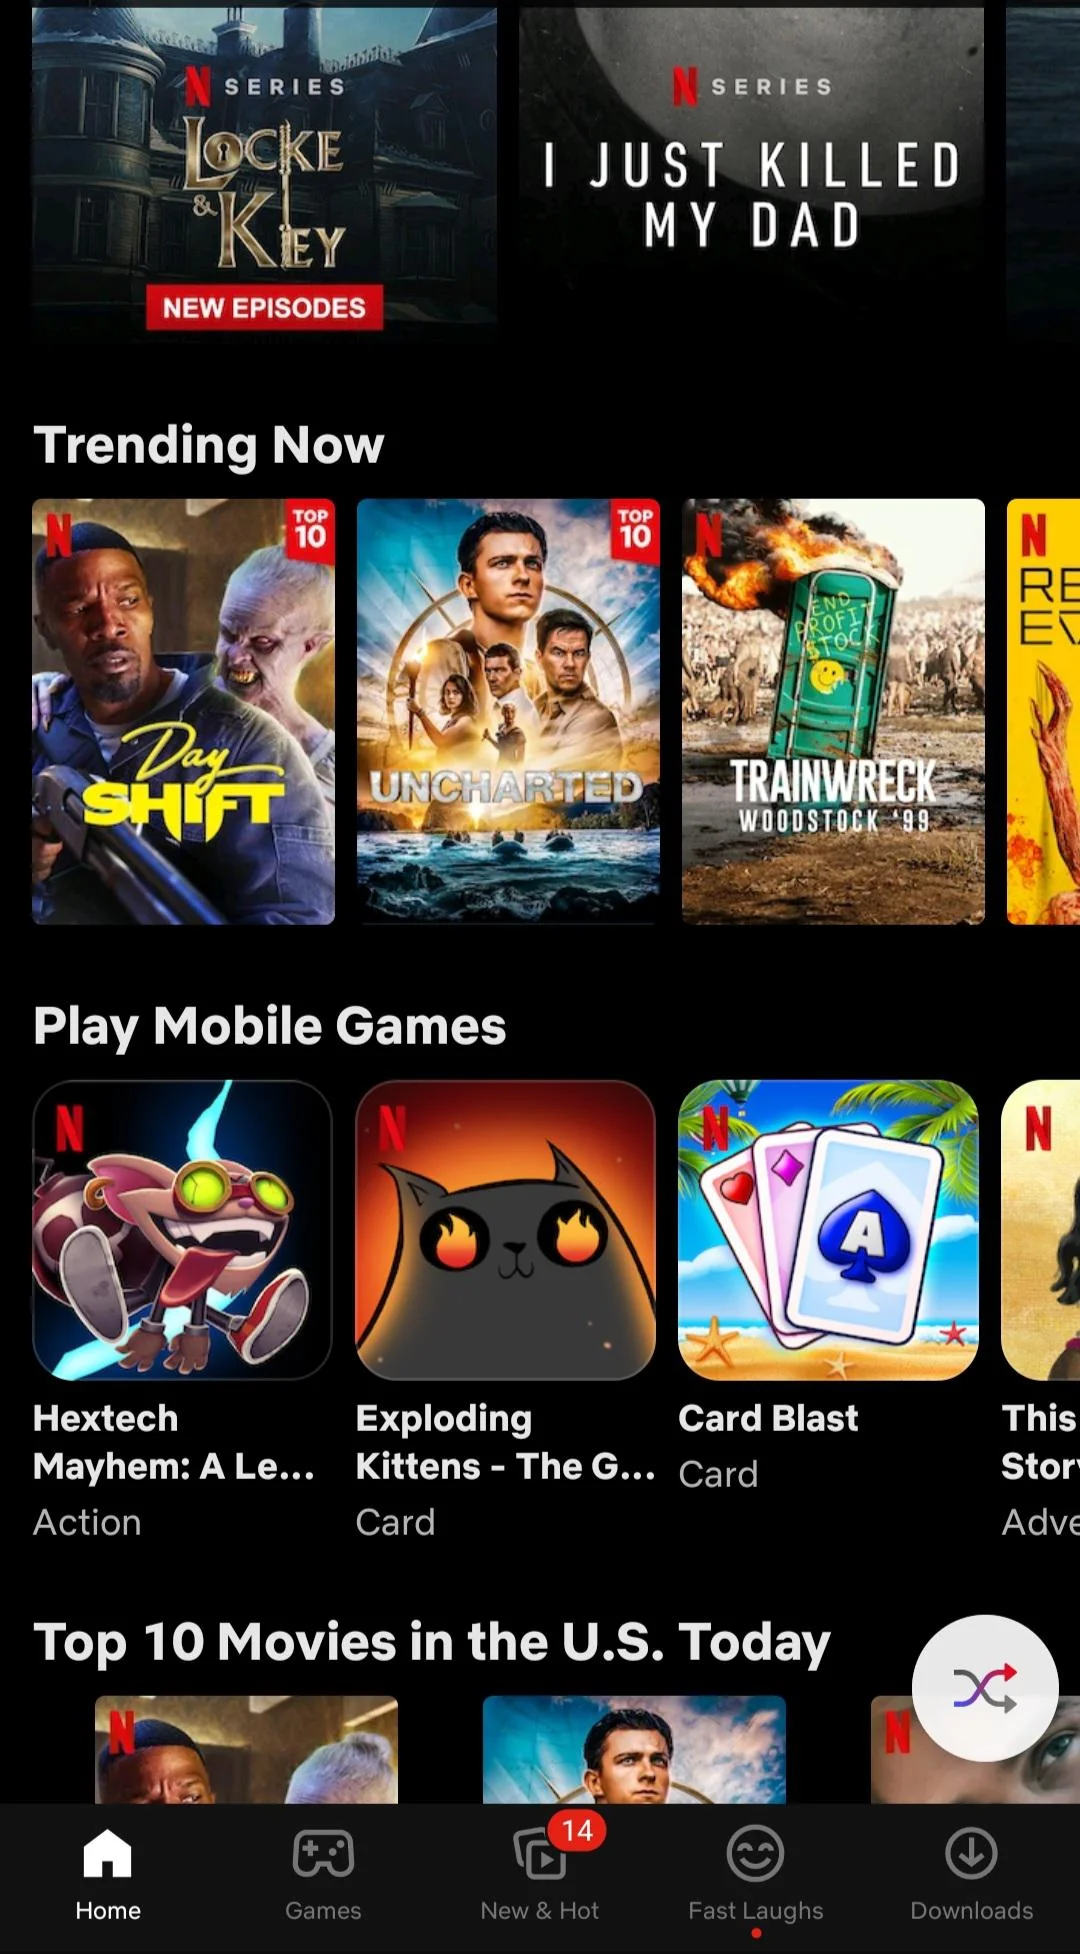 N SERIES
LOCKE
& KEY
NEW EPISODES
N SERIES
I JUST KILLED
MY DAD
Trending Now
N
TOP
10
Day
SHIFT
TOP
10
UNCHARTED
N
END
PROFIT
STOCK
TRAINWRECK
WOODSTOCK '99
N
RE
EV
Play Mobile Games
N
Hextech
Mayhem: A Le...
Action
N
Exploding
Kittens - The G...
Card
N
A
Card Blast
Card
N
This
Stor
Adve
Top 10 Movies in the U.S. Today
N
N
Home
Games
14
New & Hot
Fast Laughs
Downloads